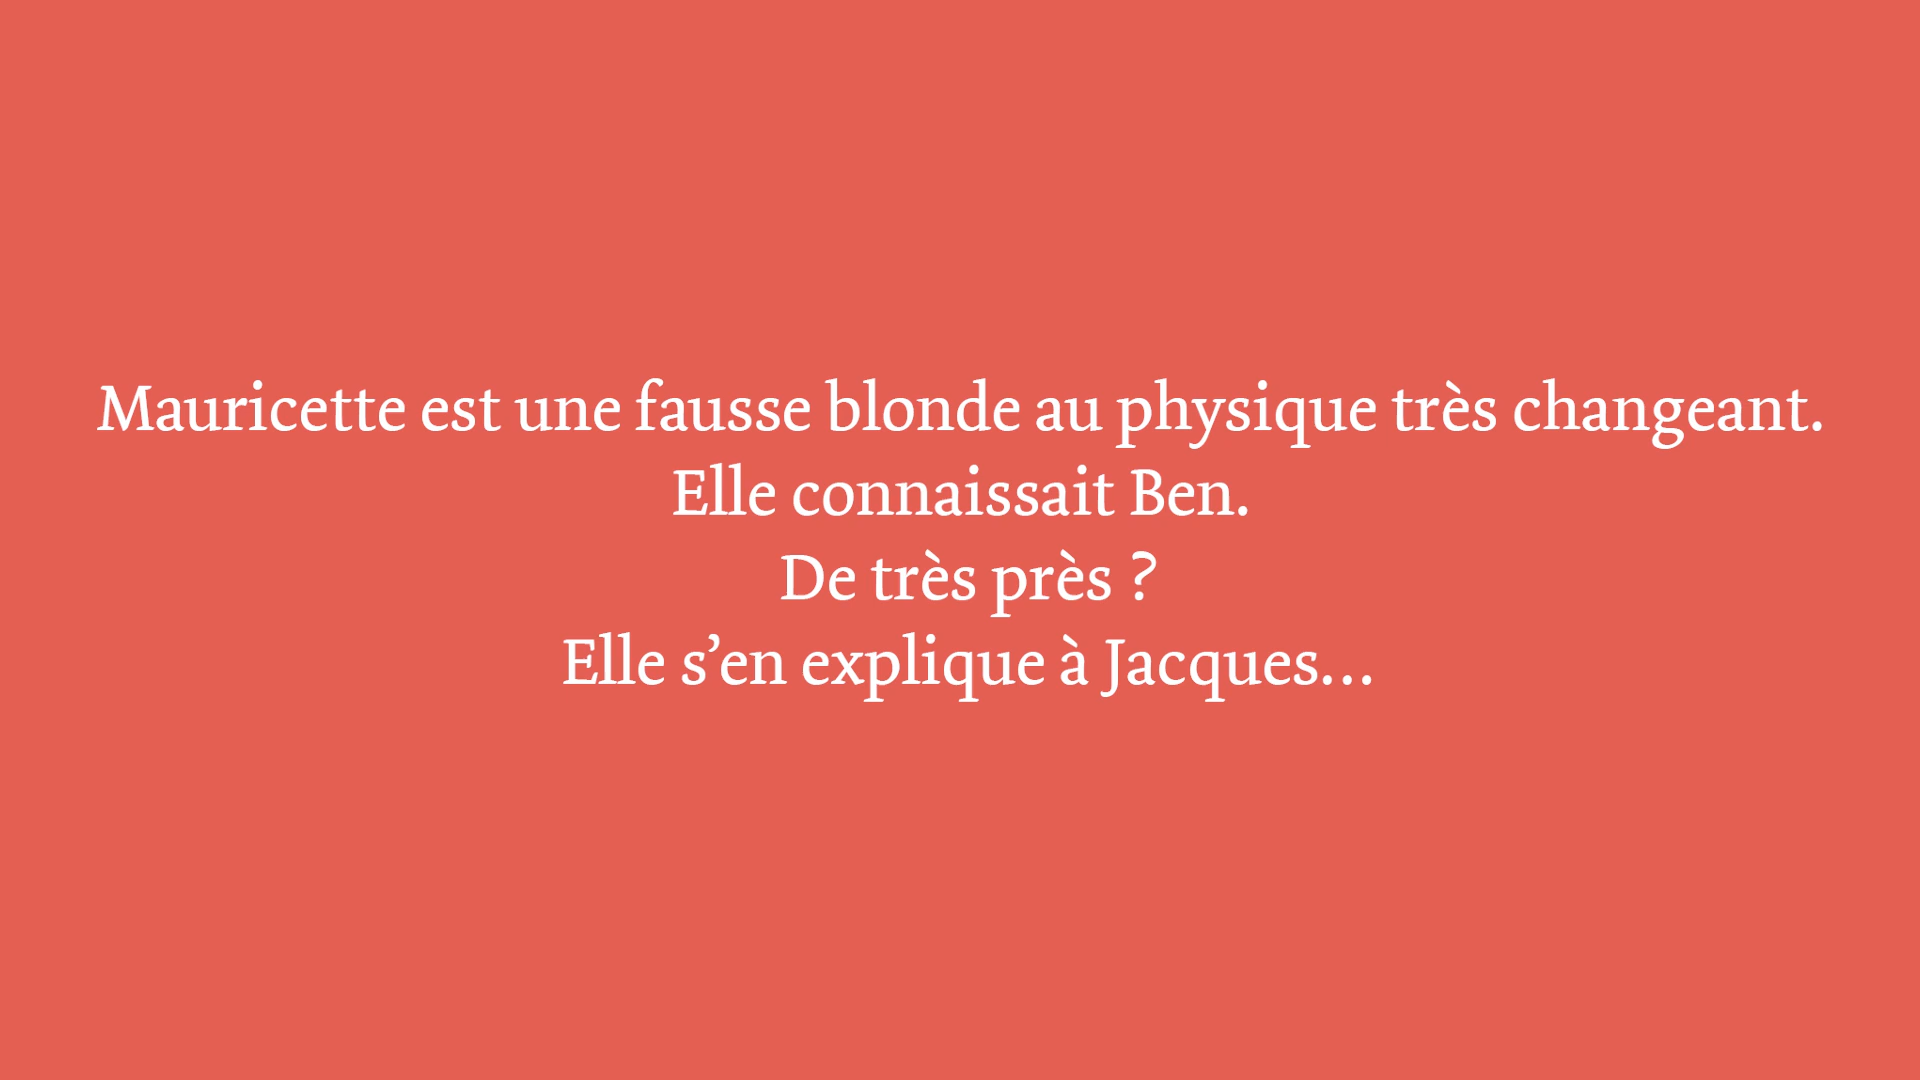 Mauricette est une fausse blonde au physique très changeant.
Elle connaissait Ben.
De très près ?
Elle s’en explique à Jacques…